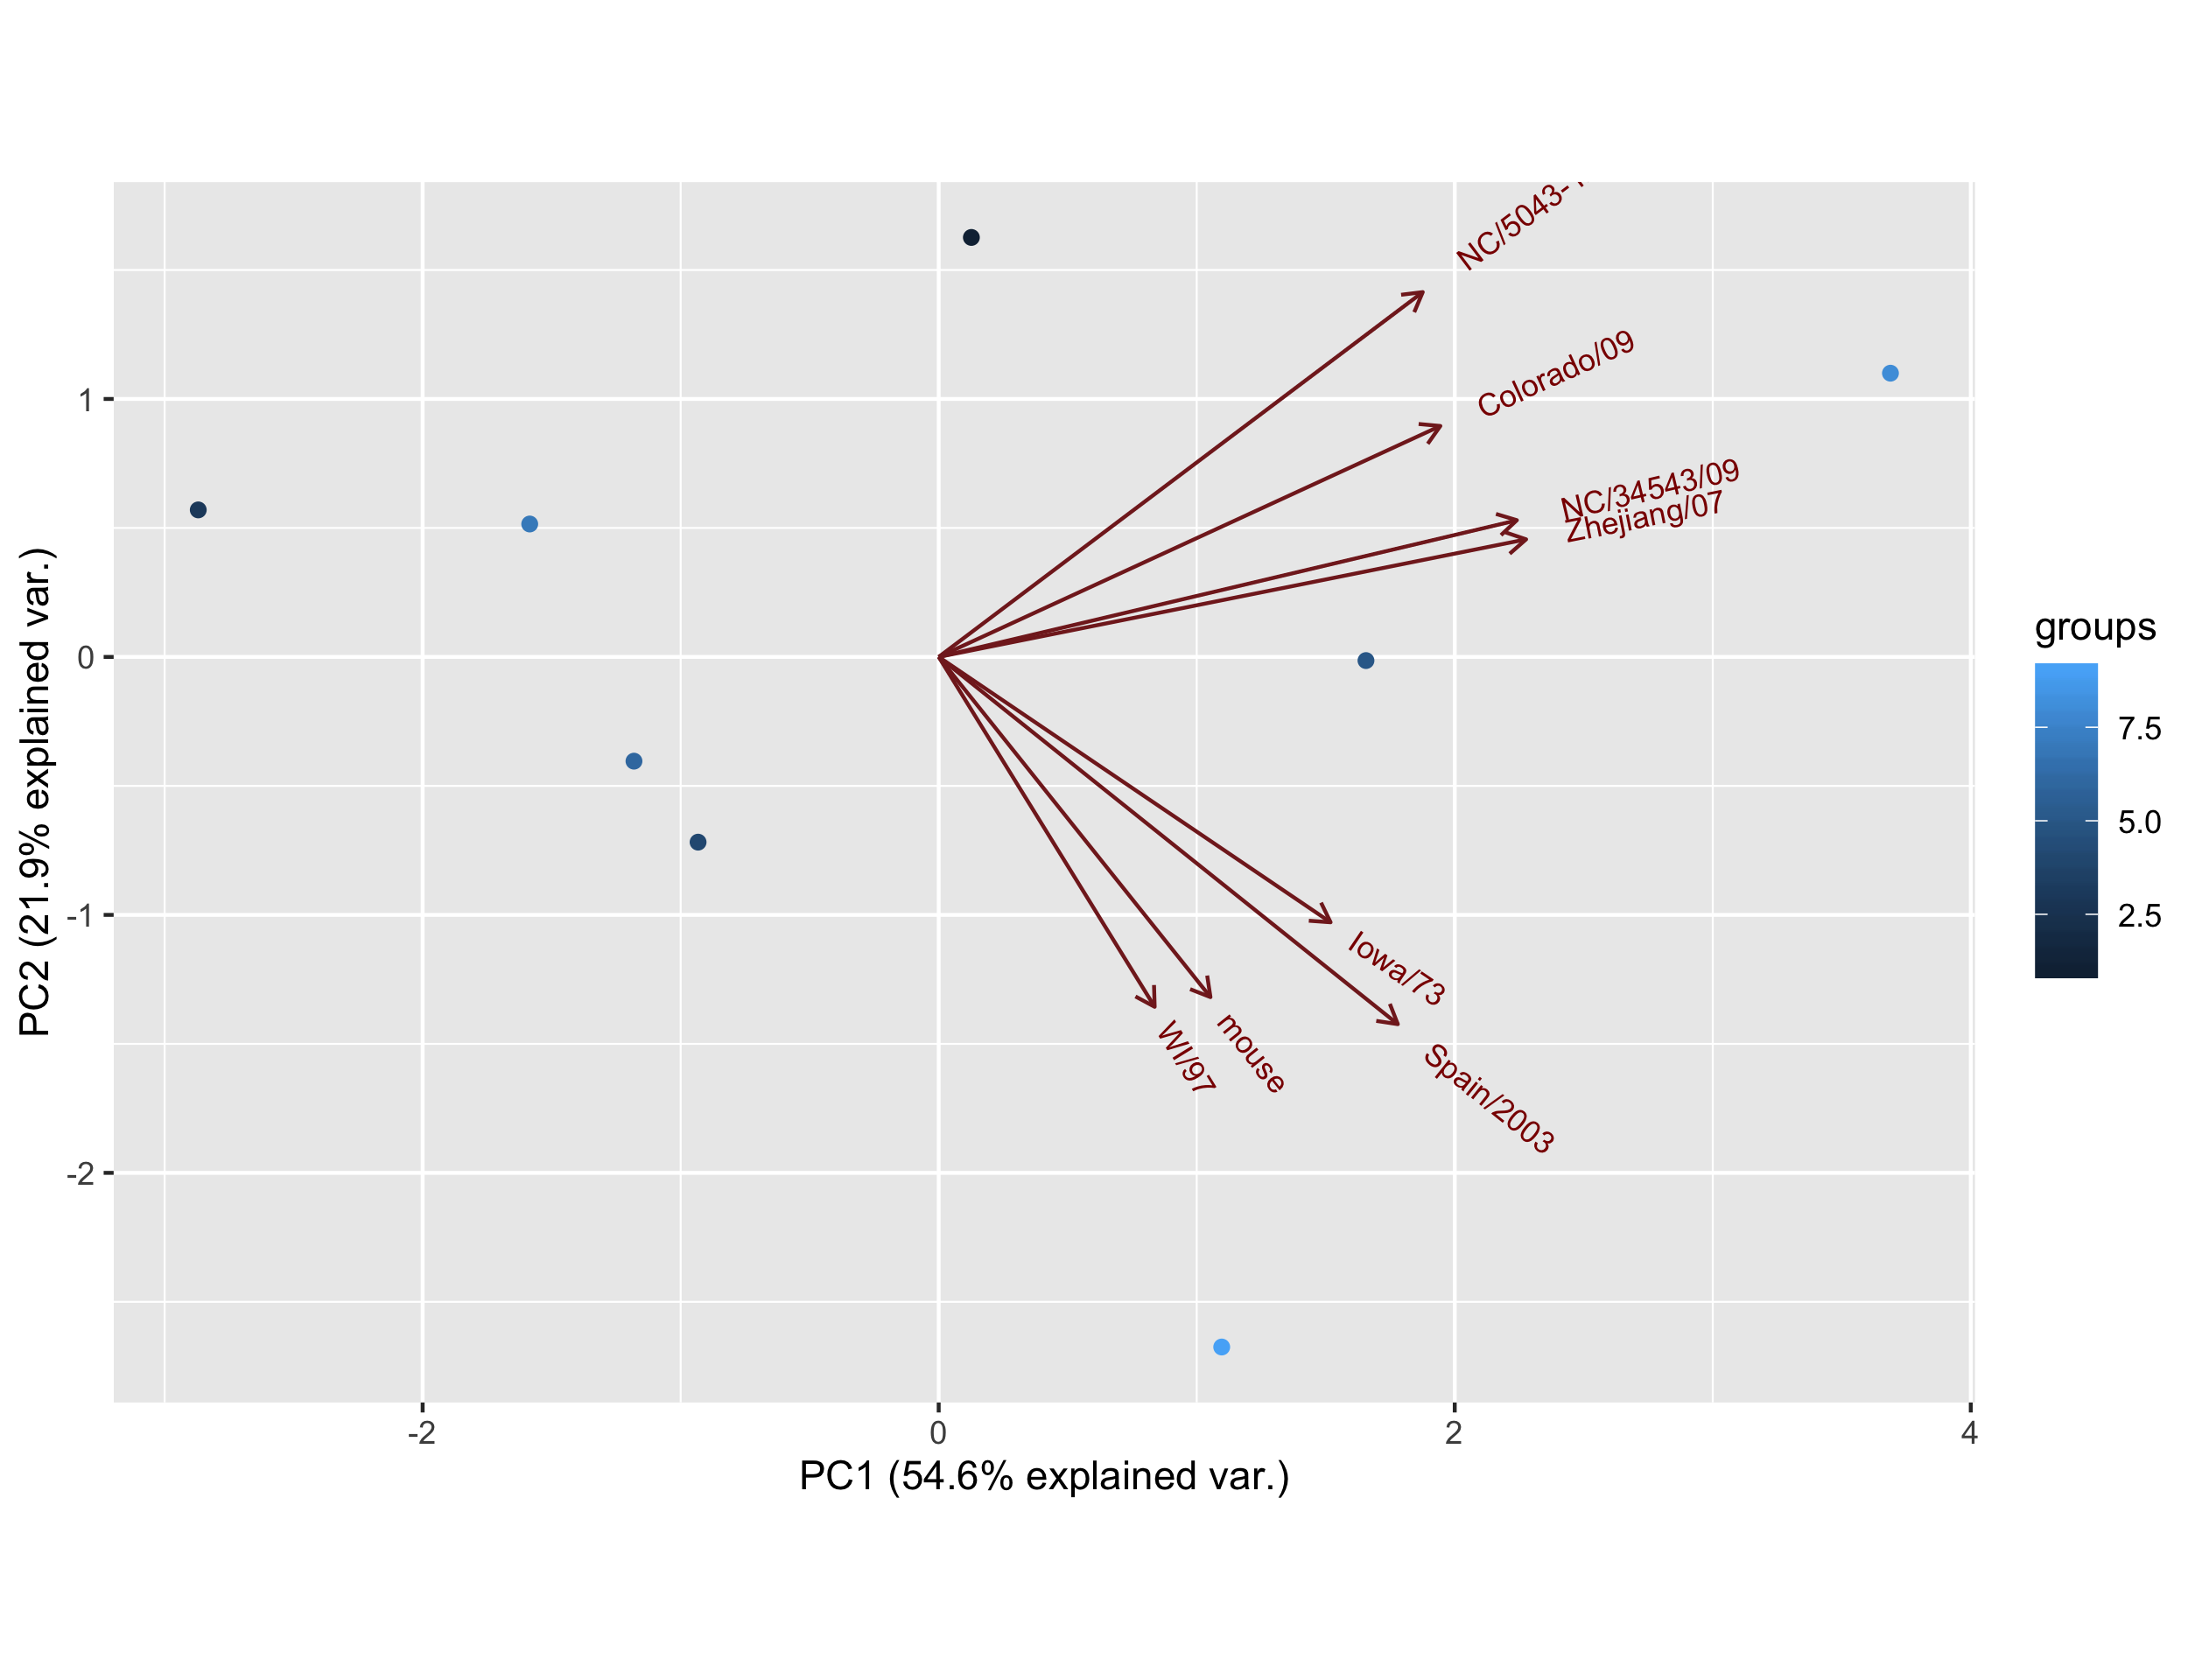 NC/5043-
Colorado/09
NC/34543/09
Zhejiang/07
Iowa/73
mouse
WI/97
Spain/2003
1
0
-1
-2
-2
0
2
4
PC1 (54.6% explained var.)
PC2 (21.9% explained var.)
groups
7.5
5.0
2.5